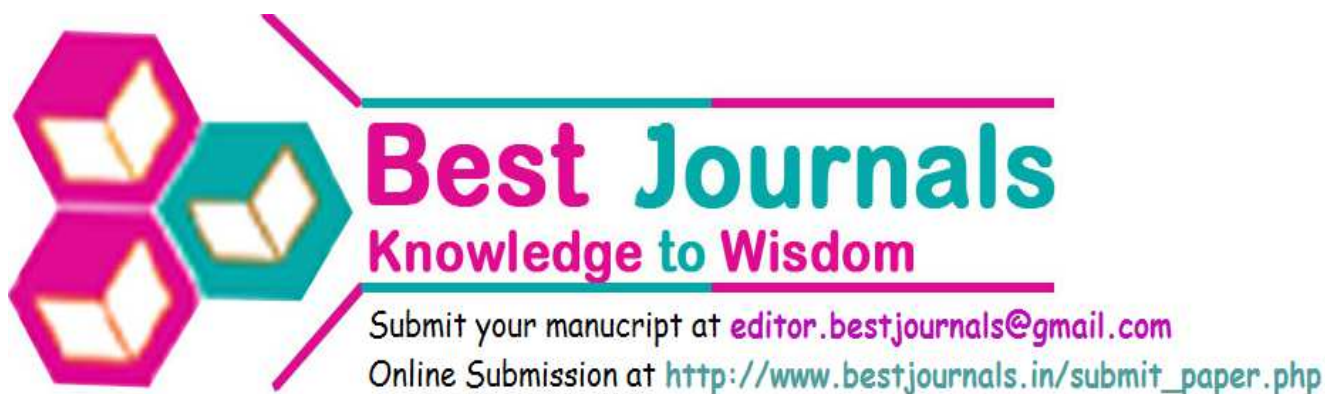 Best Journals
Knowledge to Wisdom
Submit your manucript at editor.bestjournals@gmail.com
Online Submission at http://www.bestjournals.in/submit_paper.php